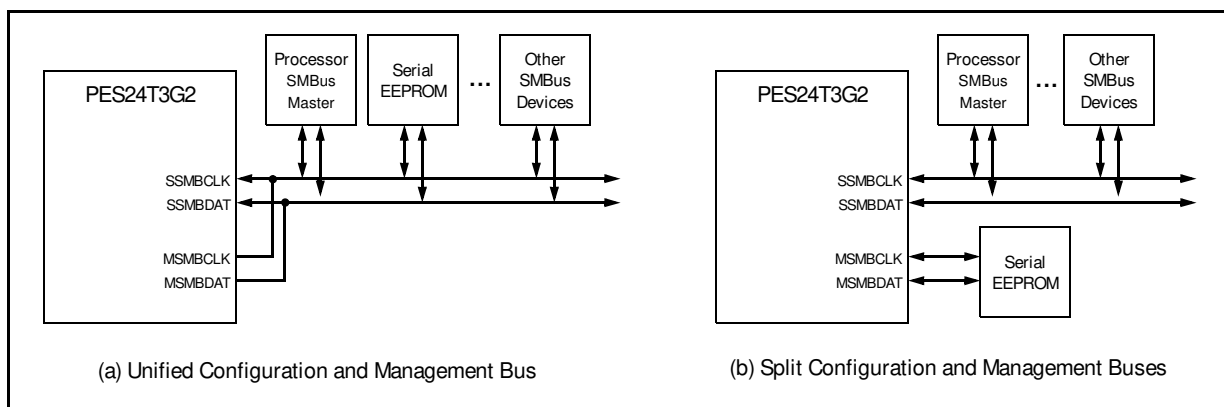 PES24T3G2
Processor
SMBus
Master
Serial
EEPROM
...
Other
SMBus
Devices
SSMBCLK
SSMBDAT
MSMBCLK
MSMBDAT
(a) Unified Configuration and Management Bus
PES24T3G2
Processor
SMBus
Master
...
Other
SMBus
Devices
SSMBCLK
SSMBDAT
MSMBCLK
MSMBDAT
Serial
EEPROM
(b) Split Configuration and Management Buses